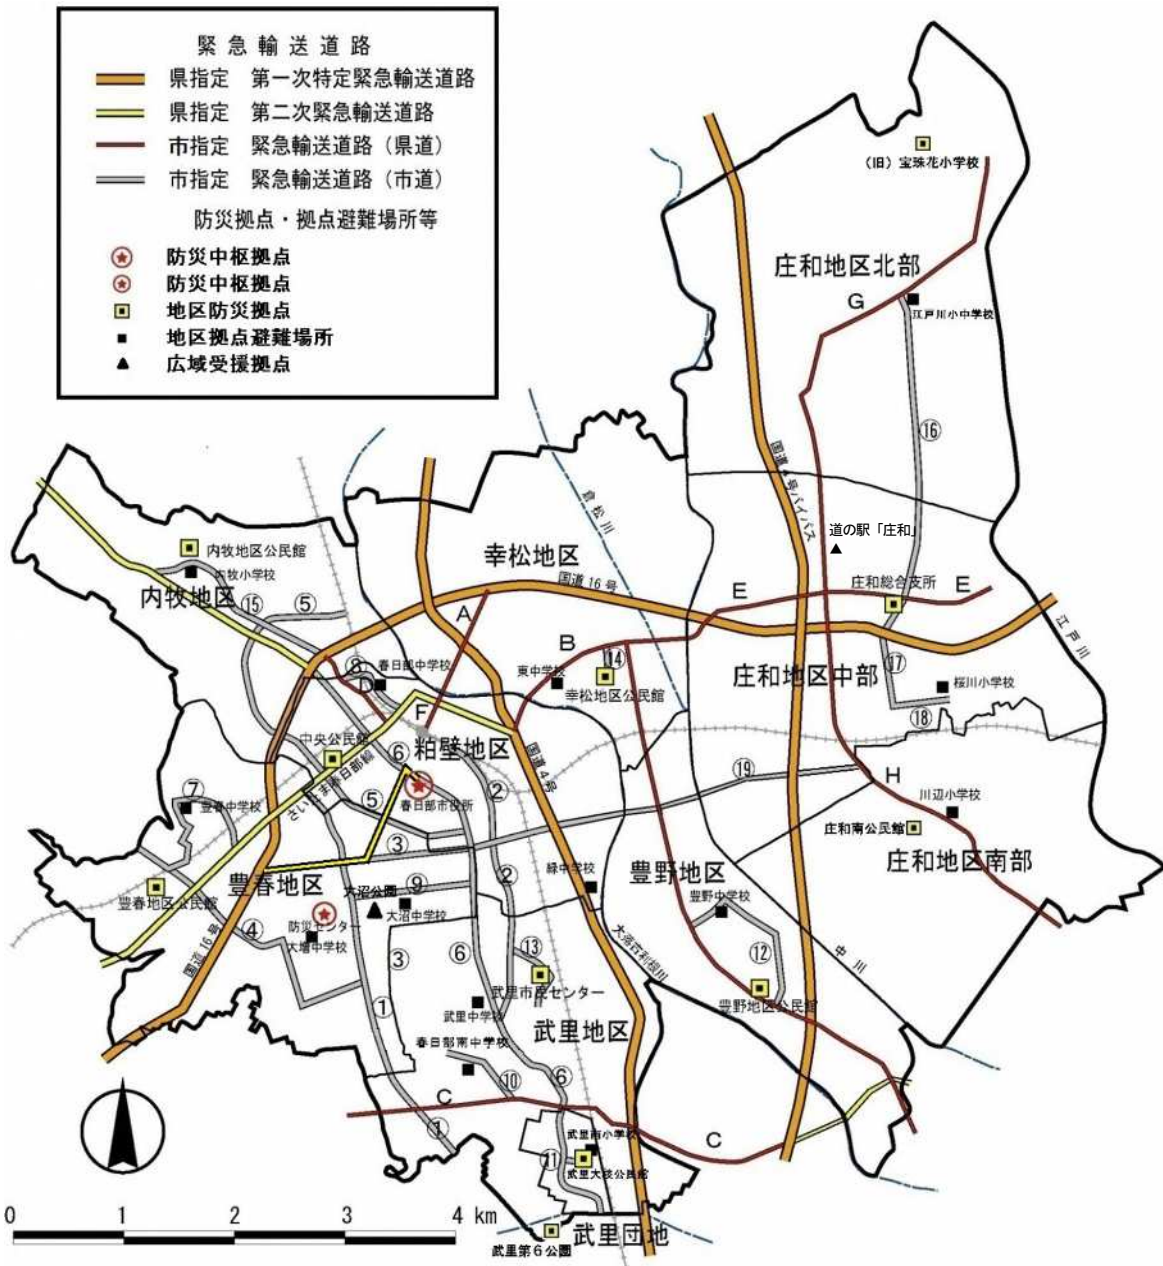 緊急輸送道路
県指定 第一次特定緊急輸送道路
県指定 第二次緊急輸送道路
市指定 緊急輸送道路(県道)
市指定 緊急輸送道路(市道)
防災拠点・拠点避難場所等
防災中枢拠点
防災中枢拠点
地区防災拠点
地区拠点避難場所
広域受援拠点
(旧)宝珠花小学校
庄和地区北部
G
江戸川小中学校
⑯
国道4号バイパス
道の駅「庄和」
倉松川
内牧地区公民館
内牧小学校
内牧地区
⑮
⑤
幸松地区
国道16号
A
B
E
庄和総合支所
E
江戸川
⑧
D
春日部中学校
東中学校
⑭
幸松地区公民館
庄和地区中部
⑰
桜川小学校
⑱
F
中央公民館
粕壁地区
さいたま春日部線
⑥
国道4号
⑲
H
⑦
豊春中学校
⑤
春日部市役所
②
川辺小学校
庄和南公民館
庄和地区南部
③
緑中学校
豊野地区
豊春地区
大沼公園
⑨
②
豊野中学校
豊春地区公民館
防災センター
大沼中学校
大増中学校
国道16号
④
③
⑥
⑬
大落古利根川
⑫
中川
武里市民センター
豊野地区公民館
①
武里中学校
武里地区
春日部南中学校
⑩
⑥
C
C
①
武里南小学校
⑪
武里大枝公民館
0 1 2 3 4 km
武里第6公園
武里団地